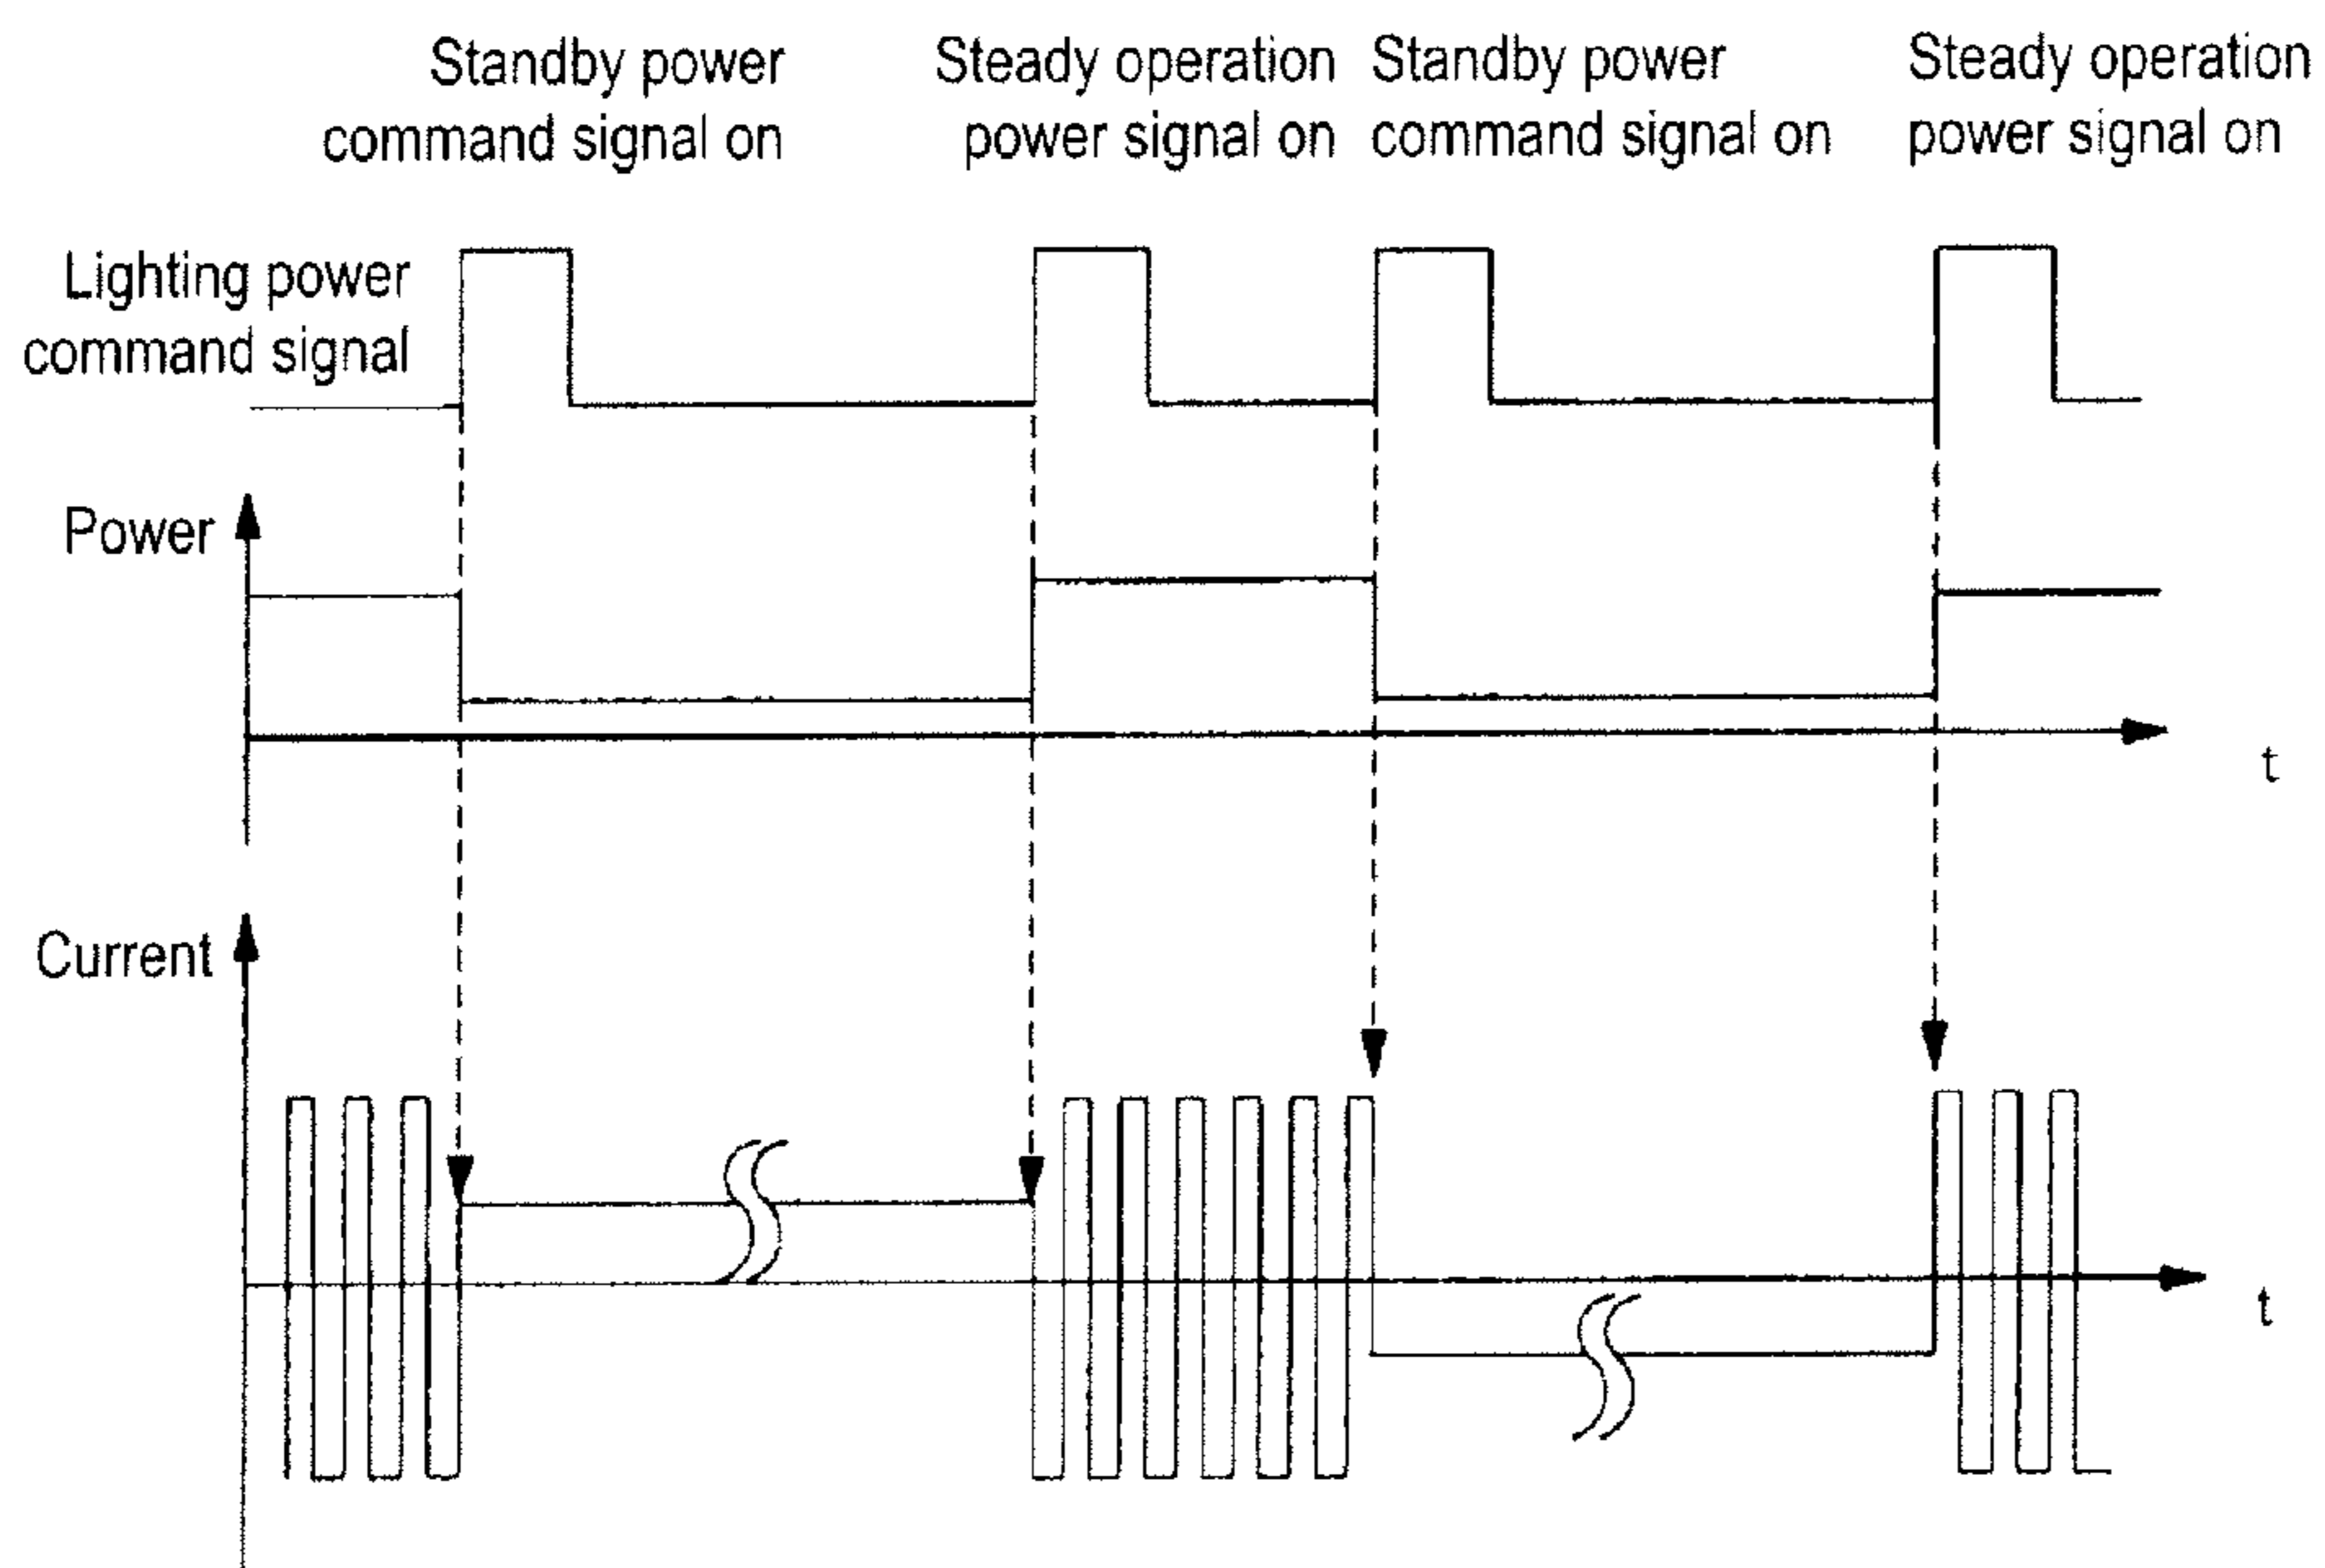 Standby power
command signal on
Steady operation
power signal on
Standby power
command signal on
Steady operation
power signal on
Lighting power
command signal
Power
t
Current
t